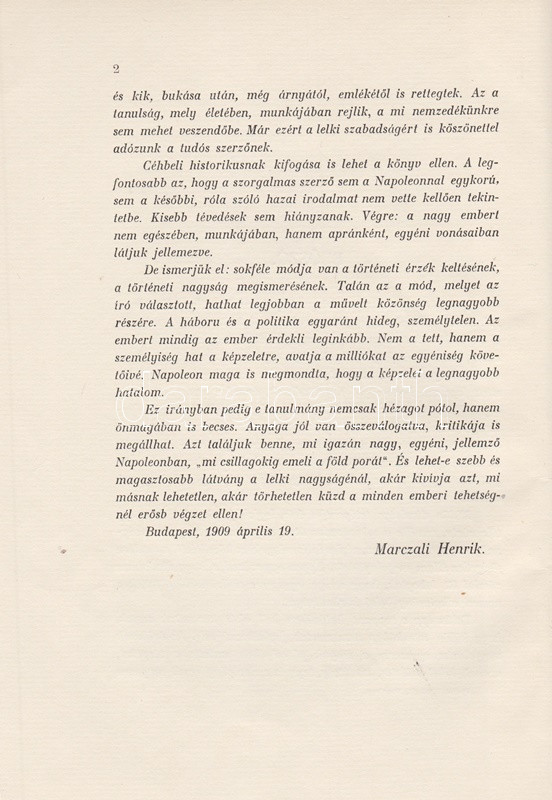 2
és kik, bukása után, még árnyától, emlékétől is rettegtek. Az a
tanulság, mely életében, munkájában rejlik, a mi nemzedékünkre
sem mehet veszendőbe. Már ezért a lelki szabadságért is köszönettel
adózunk a tudós szerzőnek.
Céhbeli historikusnak kifogása is lehet a könyv ellen. A leg-
fontosabb az, hogy a szorgalmas szerző sem a Napoleonnal egykorú,
sem a későbbi, róla szóló hazai irodalmat nem vette kellően tekin-
tetbe. Kisebb tévedések sem hiányzanak. Végre: a nagy embert
nem egészében, munkájában, hanem apránként, egyéni vonásaiban
látjuk jellemezve.
De ismerjük el: sokféle módja van a történeti érzék keltésének,
a történeti nagyság megismerésének. Talán az a mód, melyet az
író választott, hathat legjobban a művelt közönség legnagyobb
részére. A háboru és a politika egyaránt hideg, személytelen. Az
embert mindig az ember érdekli leginkább. Nem a tett, hanem a
személyiség hat a képzeletre, avatja a milliókat az egyéniség köve-
tőivé. Napoleon maga is megmondta, hogy a képzelet a legnagyobb
hatalom.
Ez irányban pedig e tanulmány nemcsak hézagot pótol, hanem
önmagában is becses. Anyaga jól van összeválogatva, kritikája is
megállhat. Azt találjuk benne, mi igazán nagy, egyéni, jellemző
Napoleonban, „mi csillagokig emeli a föld porát“. És lehet-e szebb és
magasztosabb látvány a lelki nagyságénál, akár kivívja azt, mi
másnak lehetetlen, akár törhetetlen küzd a minden emberi tehetség-
nél erősb végzet ellen!
Budapest, 1909 április 19.
Marczali Henrik.
darabanth